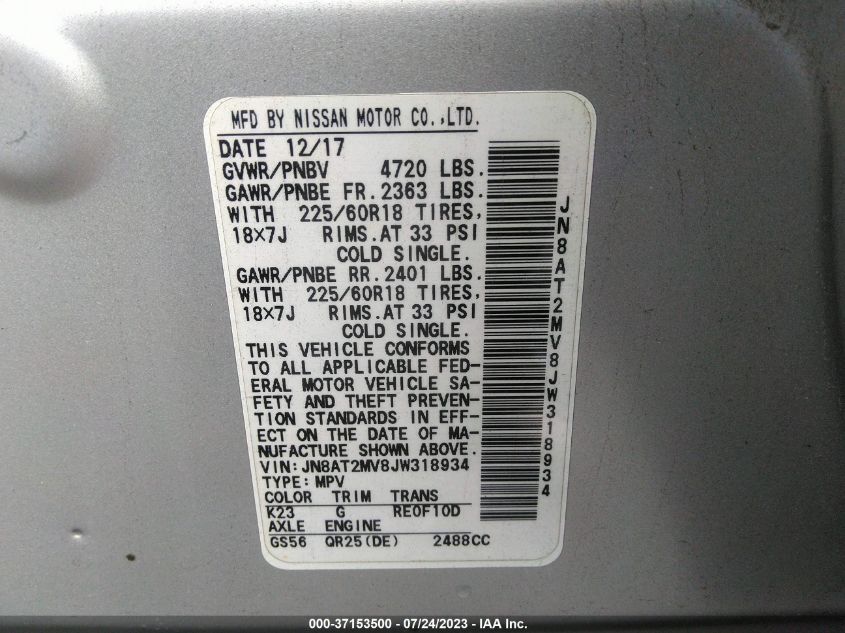 MFD BY NISSAN MOTOR CO.,LTD.
DATE 12/17
GVWR/PNBV 4720 LBS.
GAWR/PNBE FR. 2363 LBS.
WITH 225/60R18 TIRES,
18×7J RIMS. AT 33 PSI
COLD SINGLE.
GAWR/PNBE RR. 2401 LBS.
WITH 225/60R18 TIRES,
18×7J RIMS. AT 33 PSI
COLD SINGLE.
THIS VEHICLE CONFORMS
TO ALL APPLICABLE FED-
ERAL MOTOR VEHICLE SA-
FETY AND THEFT PREVEN-
TION STANDARDS IN EFF-
ECT ON THE DATE OF MA-
NUFACTURE SHOWN ABOVE.
VIN: JN8AT2MV8JW318934
TYPE: MPV
COLOR TRIM TRANS
K23 G RE0F10D
AXLE ENGINE
GS56 QR25(DE) 2488CC
JN8AT2MV8JW318934
000-37153500 / 07/24/2023 - IAA Inc.